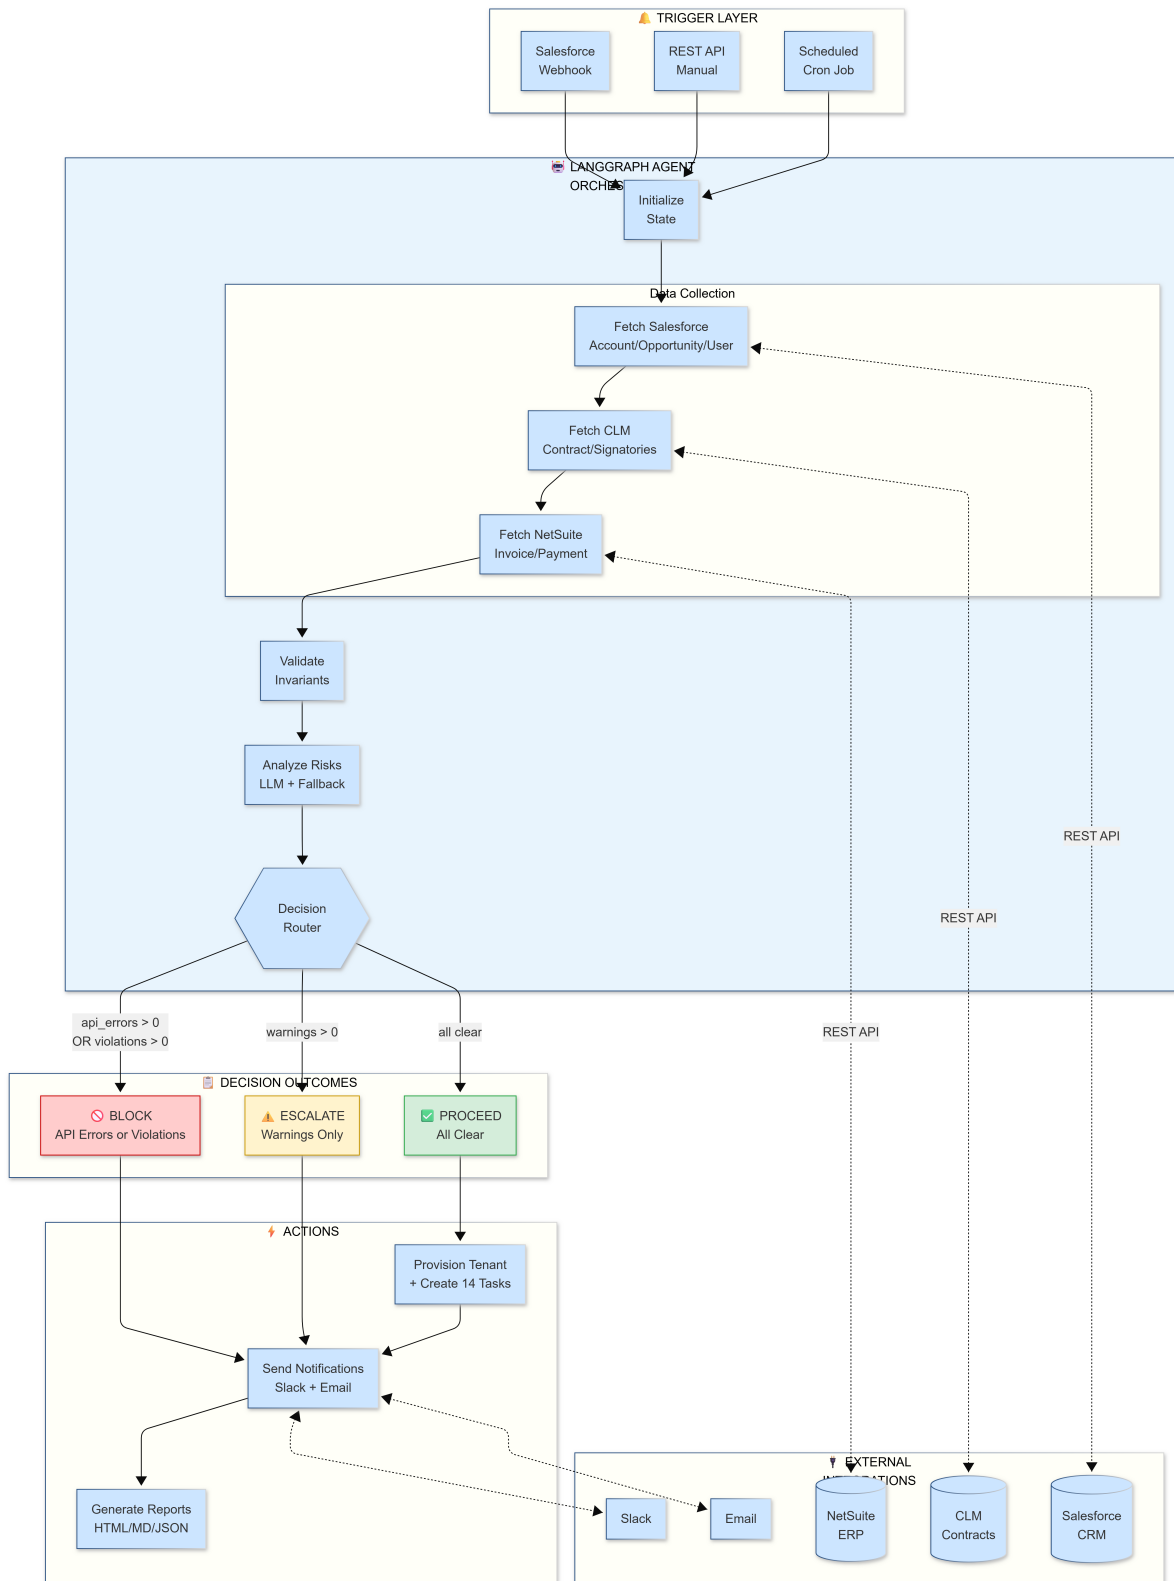 🔔 TRIGGER LAYER
Salesforce
Webhook
REST API
Manual
Scheduled
Cron Job
🤖 LANGGRAPH AGENT
ORCHES
Initialize
State
Data Collection
Fetch Salesforce
Account/Opportunity/User
Fetch CLM
Contract/Signatories
Fetch NetSuite
Invoice/Payment
Validate
Invariants
Analyze Risks
LLM + Fallback
Decision
Router
REST API
REST API
REST API
api_errors > 0
OR violations > 0
warnings > 0
all clear
📋 DECISION OUTCOMES
🚫 BLOCK
API Errors or Violations
⚠️ ESCALATE
Warnings Only
✅ PROCEED
All Clear
⚡ ACTIONS
Provision Tenant
+ Create 14 Tasks
Send Notifications
Slack + Email
Generate Reports
HTML/MD/JSON
🔌 EXTERNAL
INTEGRATIONS
Slack
Email
NetSuite
ERP
CLM
Contracts
Salesforce
CRM